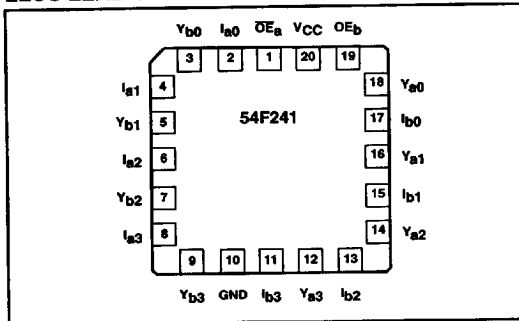 Yb0 Ia0 OEa VCC OEb
3 2 1 20 19
Ia1 4 18 Ya0
Yb1 5 54F241 17 Ib0
Ia2 6 16 Ya1
Yb2 7 15 Ib1
Ia3 8 14 Ya2
9 10 11 12 13
Yb3 GND Ib3 Ya3 Ib2